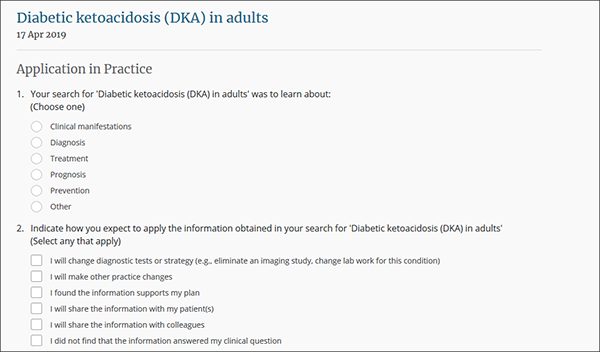 Diabetic ketoacidosis (DKA) in adults
17 Apr 2019
Application in Practice
1. Your search for 'Diabetic ketoacidosis (DKA) in adults' was to learn about:
(Choose one)
Clinical manifestations
Diagnosis
Treatment
Prognosis
Prevention
Other
2. Indicate how you expect to apply the information obtained in your search for 'Diabetic ketoacidosis (DKA) in adults'
(Select any that apply)
I will change diagnostic tests or strategy (e.g., eliminate an imaging study, change lab work for this condition)
I will make other practice changes
I found the information supports my plan
I will share the information with my patient(s)
I will share the information with colleagues
I did not find that the information answered my clinical question